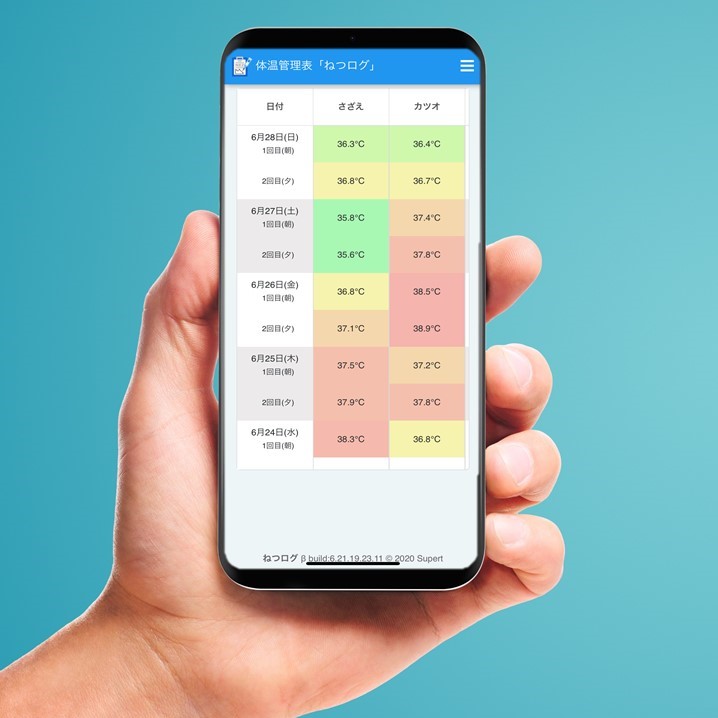 体温管理表「ねつログ」
日付 さざえ カツオ
6月28日(日)
1回目(朝) 36.3°C 36.4°C
2回目(夕) 36.8°C 36.7°C
6月27日(土)
1回目(朝) 35.8°C 37.4°C
2回目(夕) 35.6°C 37.8°C
6月26日(金)
1回目(朝) 36.8°C 38.5°C
2回目(夕) 37.1°C 38.9°C
6月25日(木)
1回目(朝) 37.5°C 37.2°C
2回目(夕) 37.9°C 37.8°C
6月24日(水)
1回目(朝) 38.3°C 36.8°C
ねつログ β build:6.21.19.23.11 © 2020 Supert